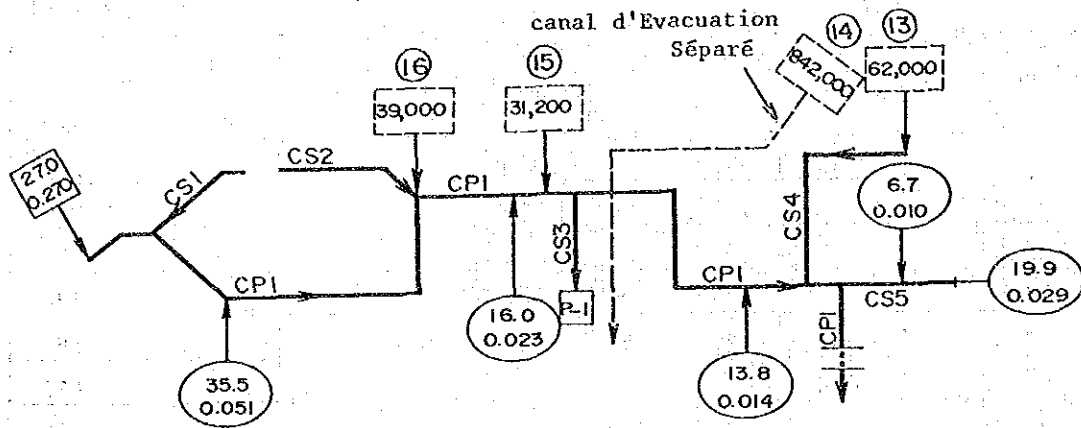 canal d'Evacuation
Séparé
14
13
16
15
842,000
62,000
39,000
31,200
27.0
0.270
CS1
CS2
CP1
CS3
CS4
6.7
0.010
CP1
CP1
CS5
19.9
0.029
P-1
16.0
0.023
CP1
35.5
0.051
13.8
0.014